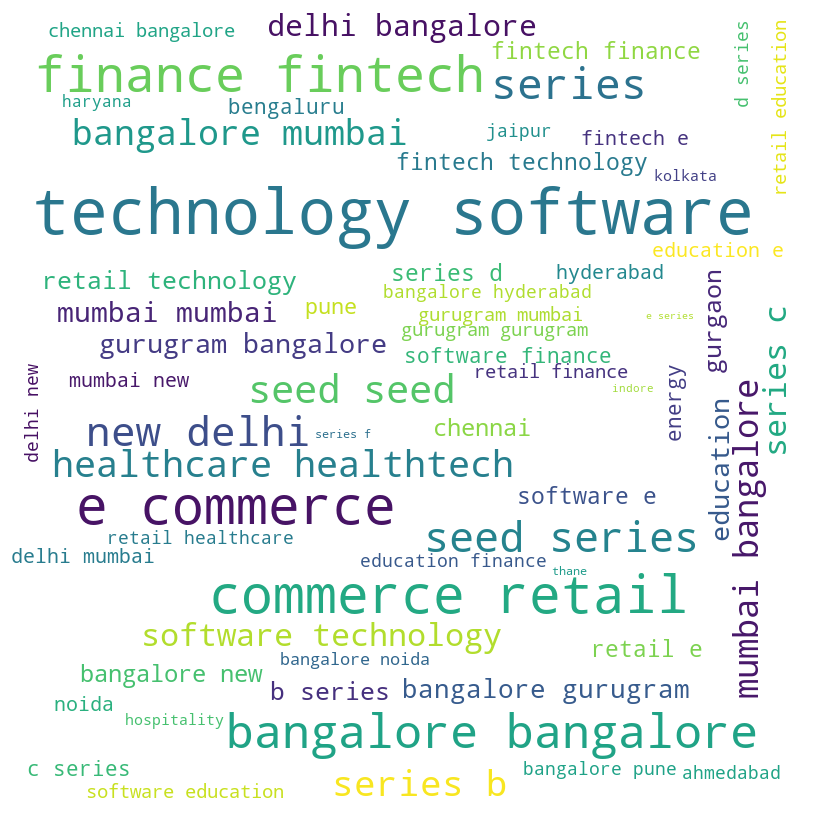 chennai bangalore
delhi bangalore
d series
retail education
finance fintech
fintech finance
series
haryana
bengaluru
bangalore mumbai
jaipur
fintech e
fintech technology
kolkata
technology software
education e
retail technology
series d
hyderabad
gurgaon
bangalore hyderabad
mumbai mumbai
pune
gurugram mumbai
e series
series c
gurugram gurugram
gurugram bangalore
software finance
delhi new
mumbai new
seed seed
retail finance
indore
energy
mumbai bangalore
new delhi
series f
chennai
education
healthcare healthtech
e commerce
software e
retail healthcare
seed series
delhi mumbai
education finance
thane
commerce retail
software technology
retail e
bangalore new
bangalore noida
b series
bangalore gurugram
noida
hospitality
bangalore bangalore
c series
bangalore pune
ahmedabad
software education
series b